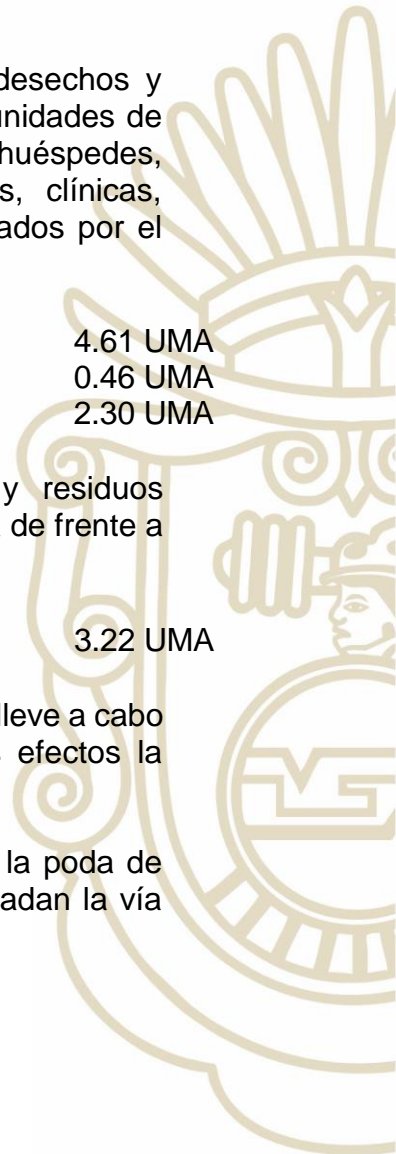 desechos y
unidades de
huéspedes,
s, clínicas,
ados por el
4.61 UMA
0.46 UMA
2.30 UMA
y residuos
de frente a
3.22 UMA
lleve a cabo
efectos la
la poda de
adan la vía